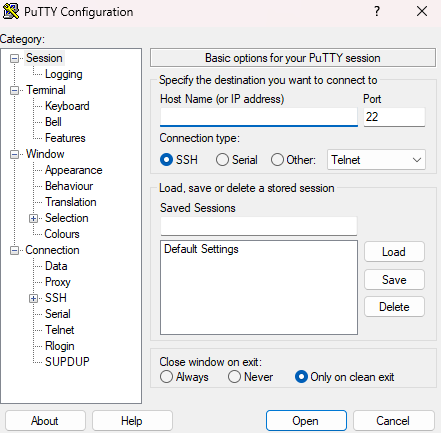 PuTTY Configuration
?
Category:
Session
Logging
Terminal
Keyboard
Bell
Features
Window
Appearance
Behaviour
Translation
Selection
Colours
Connection
Data
Proxy
SSH
Serial
Telnet
Rlogin
SUPDUP
Basic options for your PuTTY session
Specify the destination you want to connect to
Host Name (or IP address) Port
22
Connection type:
SSH Serial Other: Telnet
Load, save or delete a stored session
Saved Sessions
Default Settings
Load
Save
Delete
Close window on exit:
Always Never Only on clean exit
About Help Open Cancel